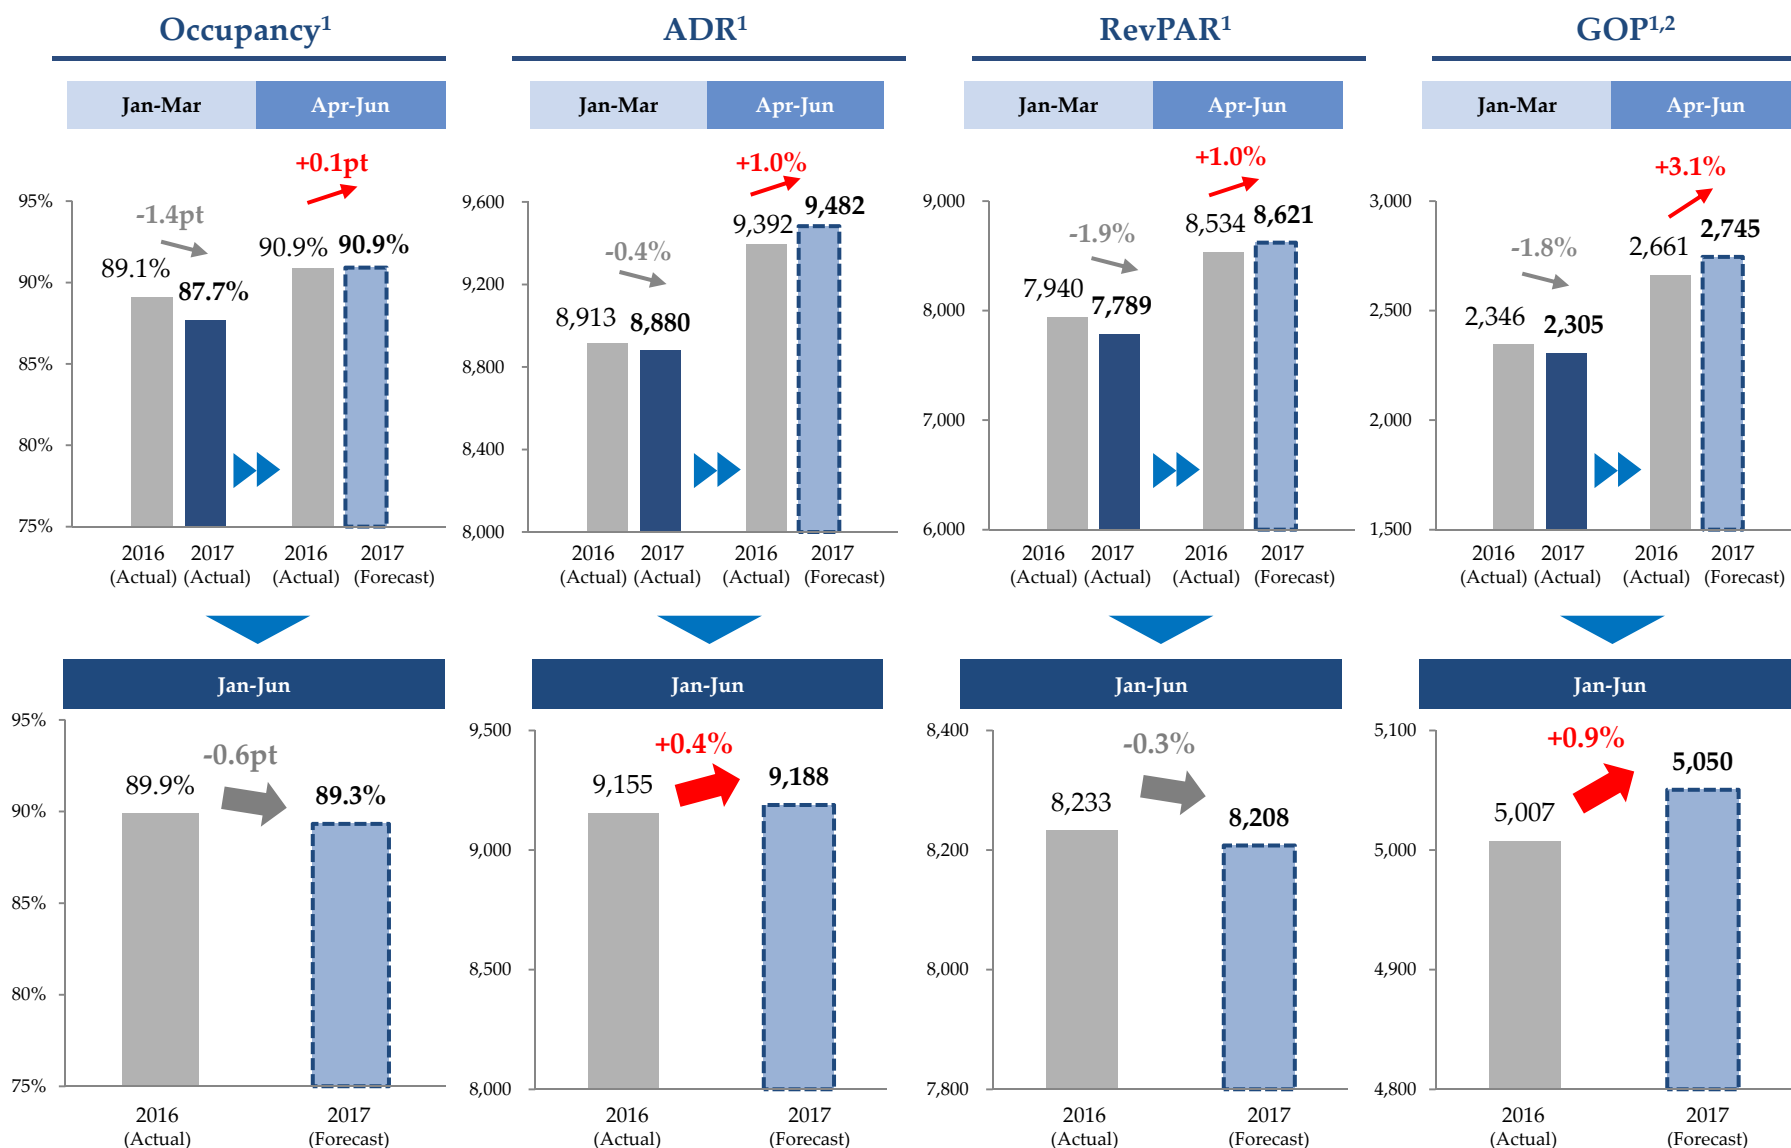 Occupancy¹
Jan-Mar
Apr-Jun
+0.1pt
-1.4pt
95%
90%
85%
80%
75%
89.1%
87.7%
90.9%
90.9%
2016
(Actual)
2017
(Actual)
2016
(Actual)
2017
(Forecast)
ADR¹
Jan-Mar
Apr-Jun
+1.0%
-0.4%
9,600
9,200
8,800
8,400
8,000
8,913
8,880
9,392
9,482
2016
(Actual)
2017
(Actual)
2016
(Actual)
2017
(Forecast)
RevPAR¹
Jan-Mar
Apr-Jun
+1.0%
-1.9%
9,000
8,000
7,000
6,000
7,940
7,789
8,534
8,621
2016
(Actual)
2017
(Actual)
2016
(Actual)
2017
(Forecast)
GOP¹,²
Jan-Mar
Apr-Jun
+3.1%
-1.8%
3,000
2,500
2,000
1,500
2,346
2,305
2,661
2,745
2016
(Actual)
2017
(Actual)
2016
(Actual)
2017
(Forecast)
Jan-Jun
95%
90%
85%
80%
75%
-0.6pt
89.9%
89.3%
2016
(Actual)
2017
(Forecast)
Jan-Jun
9,500
9,000
8,500
8,000
+0.4%
9,155
9,188
2016
(Actual)
2017
(Forecast)
Jan-Jun
8,400
8,200
8,000
7,800
-0.3%
8,233
8,208
2016
(Actual)
2017
(Forecast)
Jan-Jun
5,100
5,000
4,900
4,800
+0.9%
5,007
5,050
2016
(Actual)
2017
(Forecast)